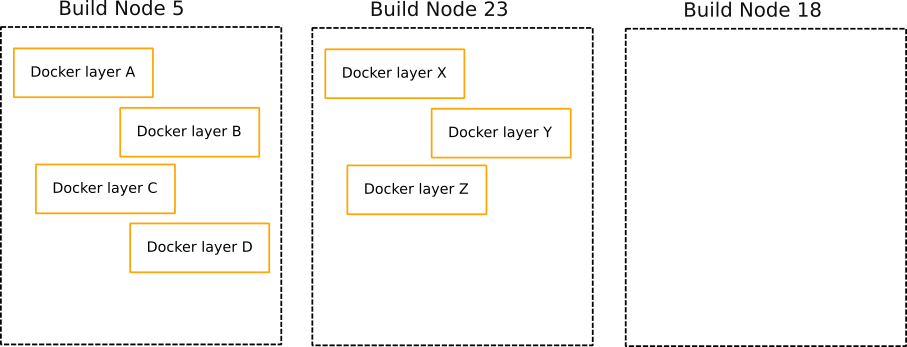 Build Node 5
Docker layer A
Docker layer B
Docker layer C
Docker layer D
Build Node 23
Docker layer X
Docker layer Y
Docker layer Z
Build Node 18